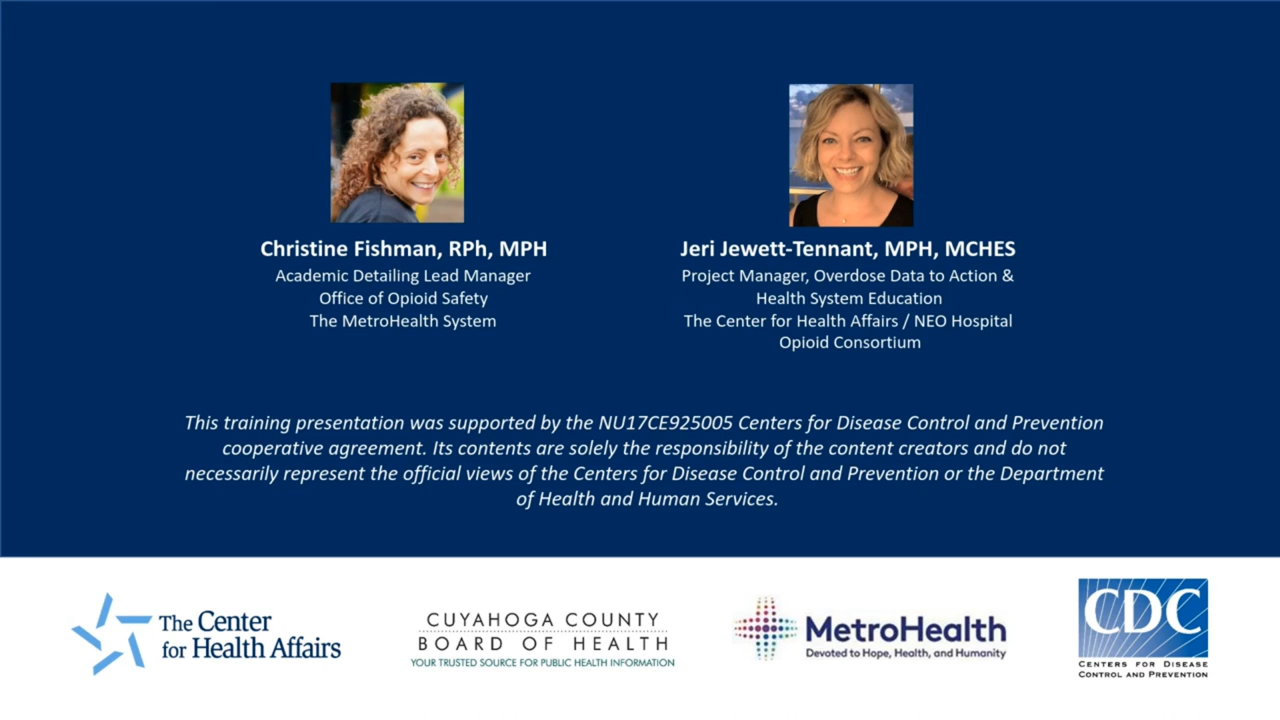 Christine Fishman, RPh, MPH
Academic Detailing Lead Manager
Office of Opioid Safety
The MetroHealth System
Jeri Jewett-Tennant, MPH, MCHES
Project Manager, Overdose Data to Action &
Health System Education
The Center for Health Affairs / NEO Hospital
Opioid Consortium
This training presentation was supported by the NU17CE925005 Centers for Disease Control and Prevention
cooperative agreement. Its contents are solely the responsibility of the content creators and do not
necessarily represent the official views of the Centers for Disease Control and Prevention or the Department
of Health and Human Services.
The Center
for Health Affairs
CUYAHOGA COUNTY
BOARD OF HEALTH
YOUR TRUSTED SOURCE FOR PUBLIC HEALTH INFORMATION
MetroHealth
Devoted to Hope, Health, and Humanity
CDC
CENTERS FOR DISEASE
CONTROL AND PREVENTION